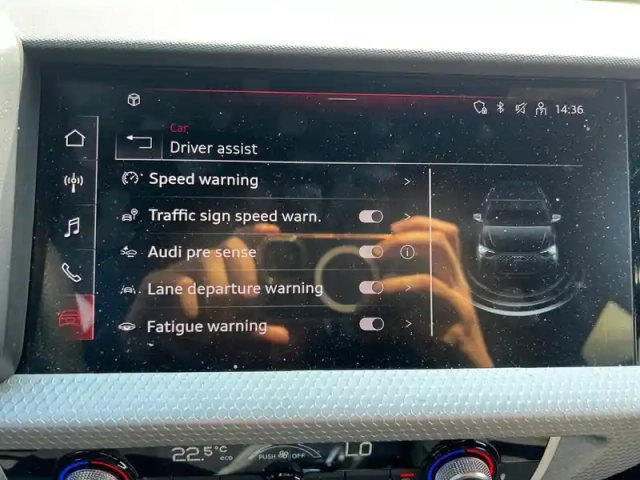 14:36
Car
Driver assist
Speed warning
Traffic sign speed warn.
Audi pre sense
Lane departure warning
Fatigue warning
22.5°C
eco
PUSH OFF
LO